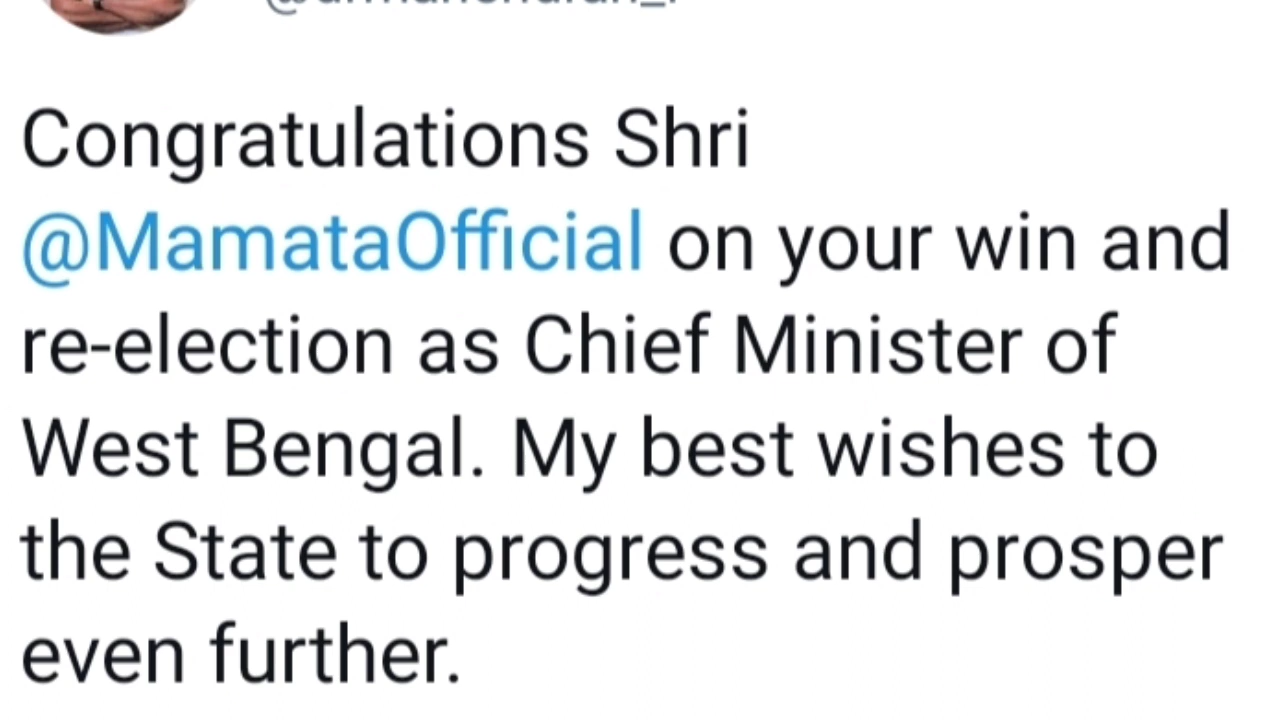 Congratulations Shri
@MamataOfficial on your win and
re-election as Chief Minister of
West Bengal. My best wishes to
the State to progress and prosper
even further.